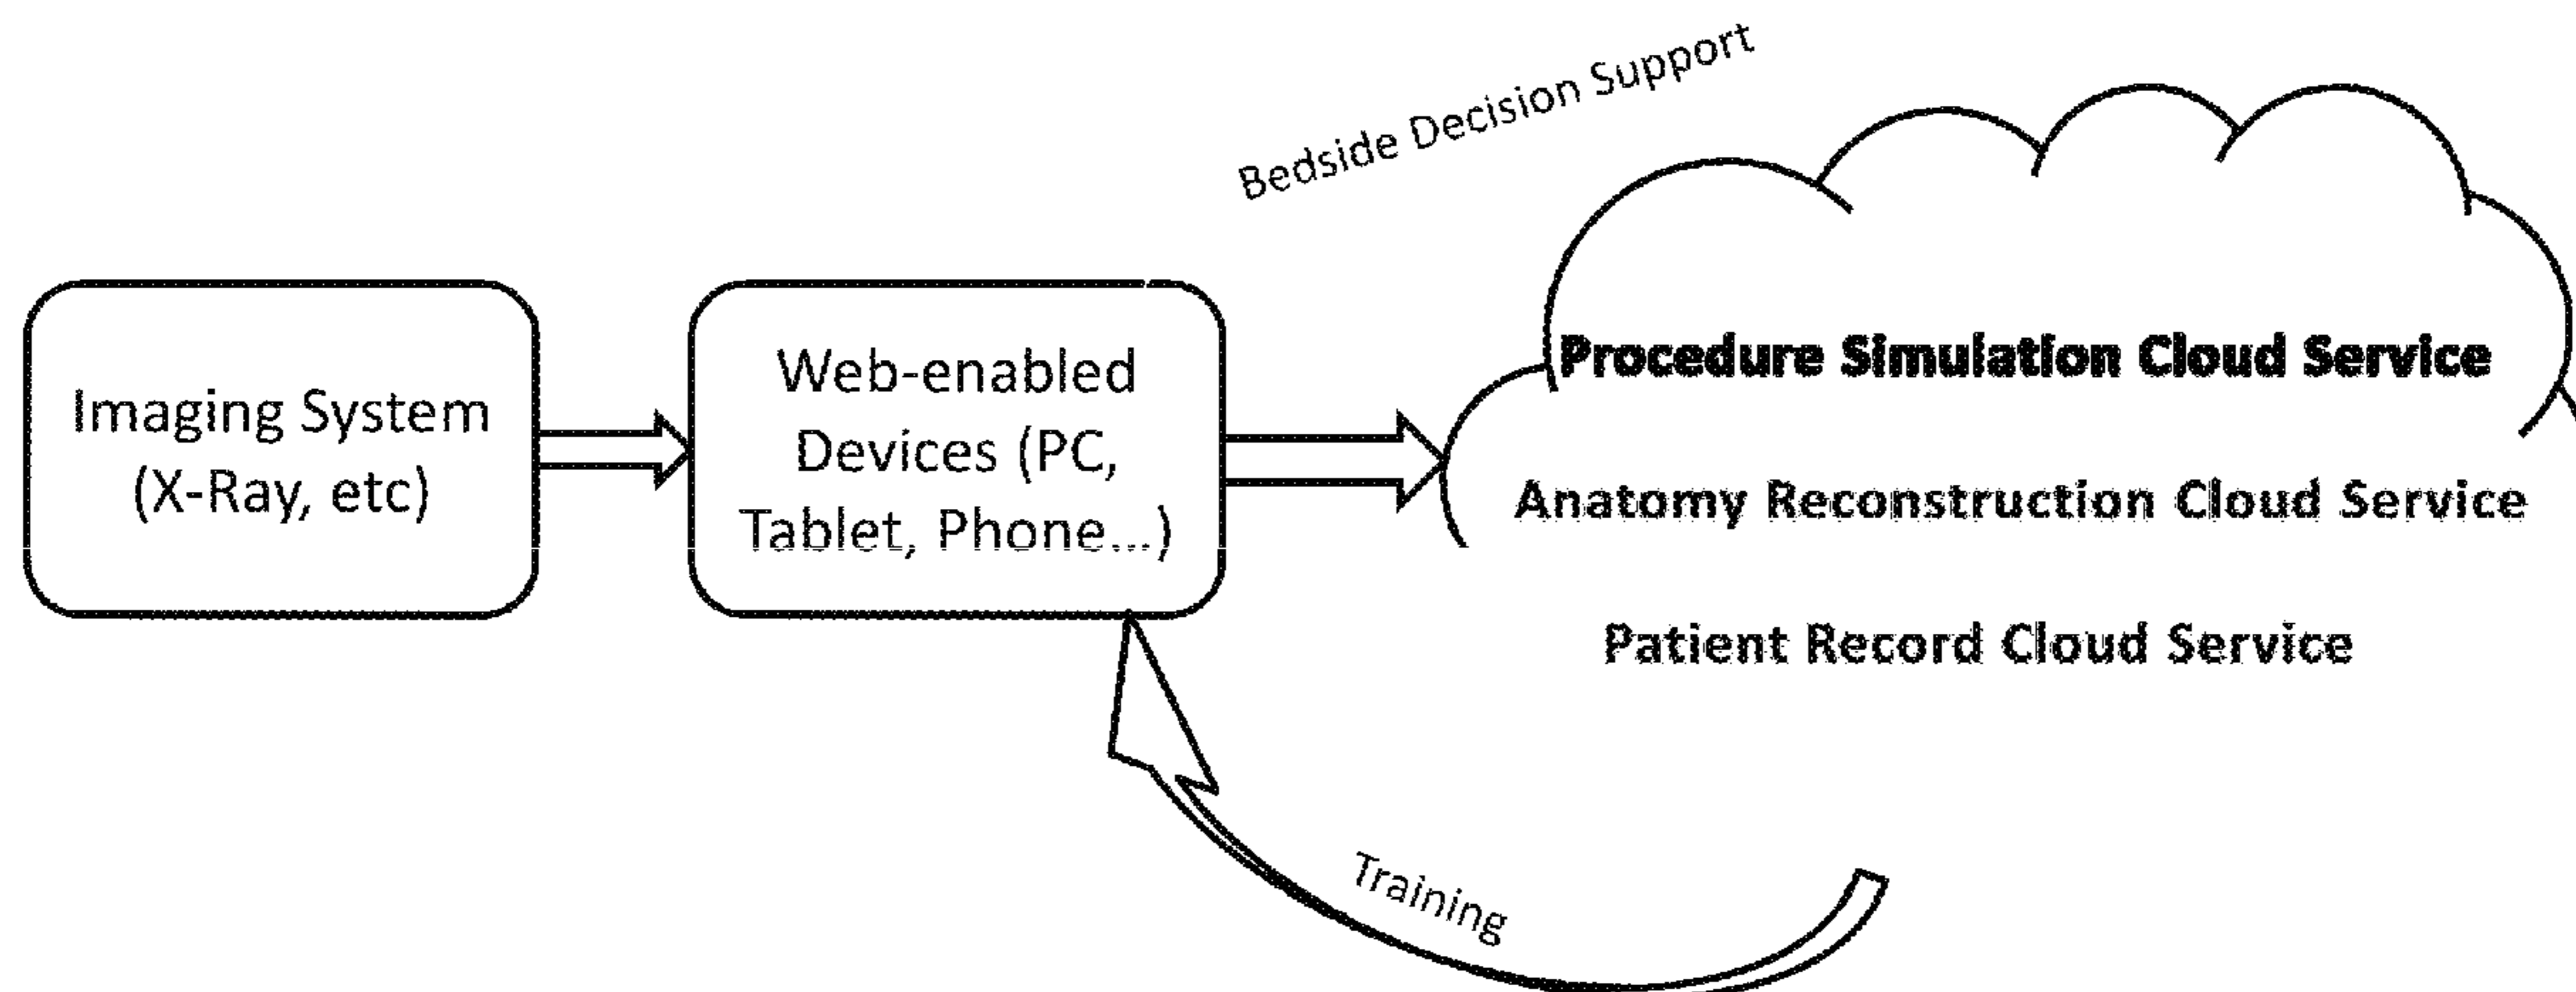 Bedside Decision Support
Imaging System
(X-Ray, etc)
Web-enabled
Devices (PC,
Tablet, Phone...)
Procedure Simulation Cloud Service
Anatomy Reconstruction Cloud Service
Patient Record Cloud Service
Training